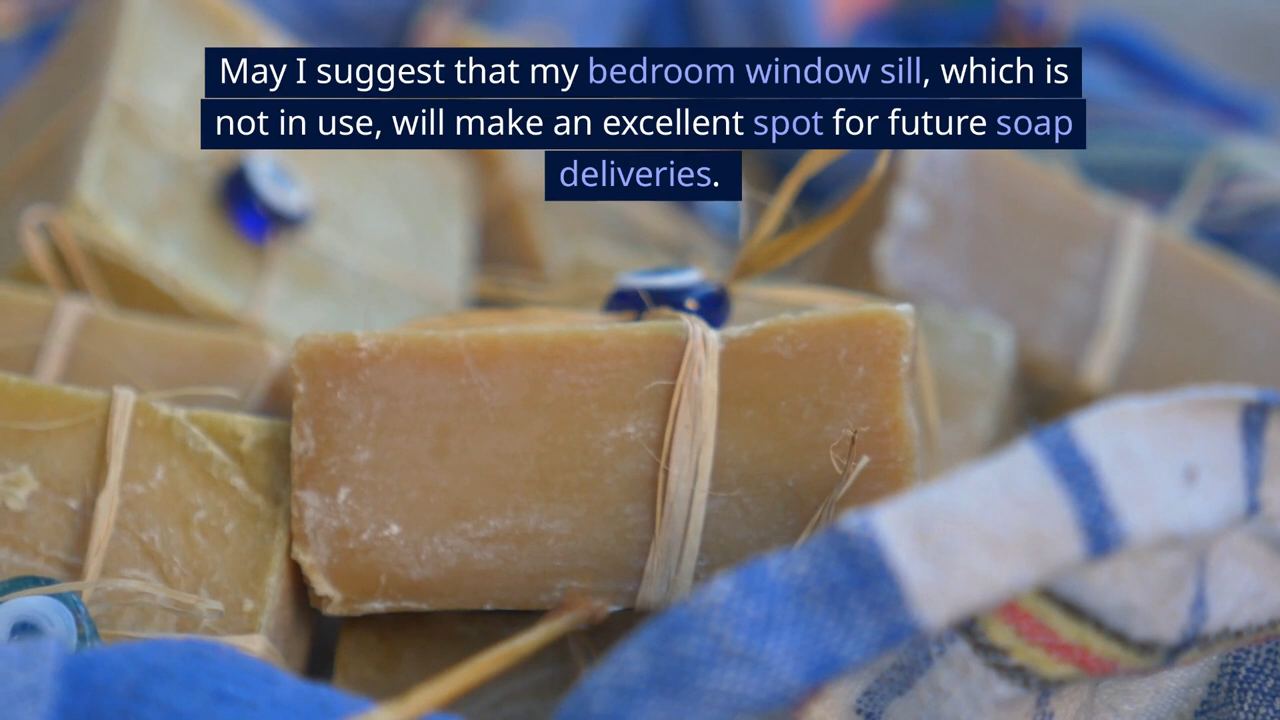 May I suggest that my bedroom window sill, which is
not in use, will make an excellent spot for future soap
deliveries.